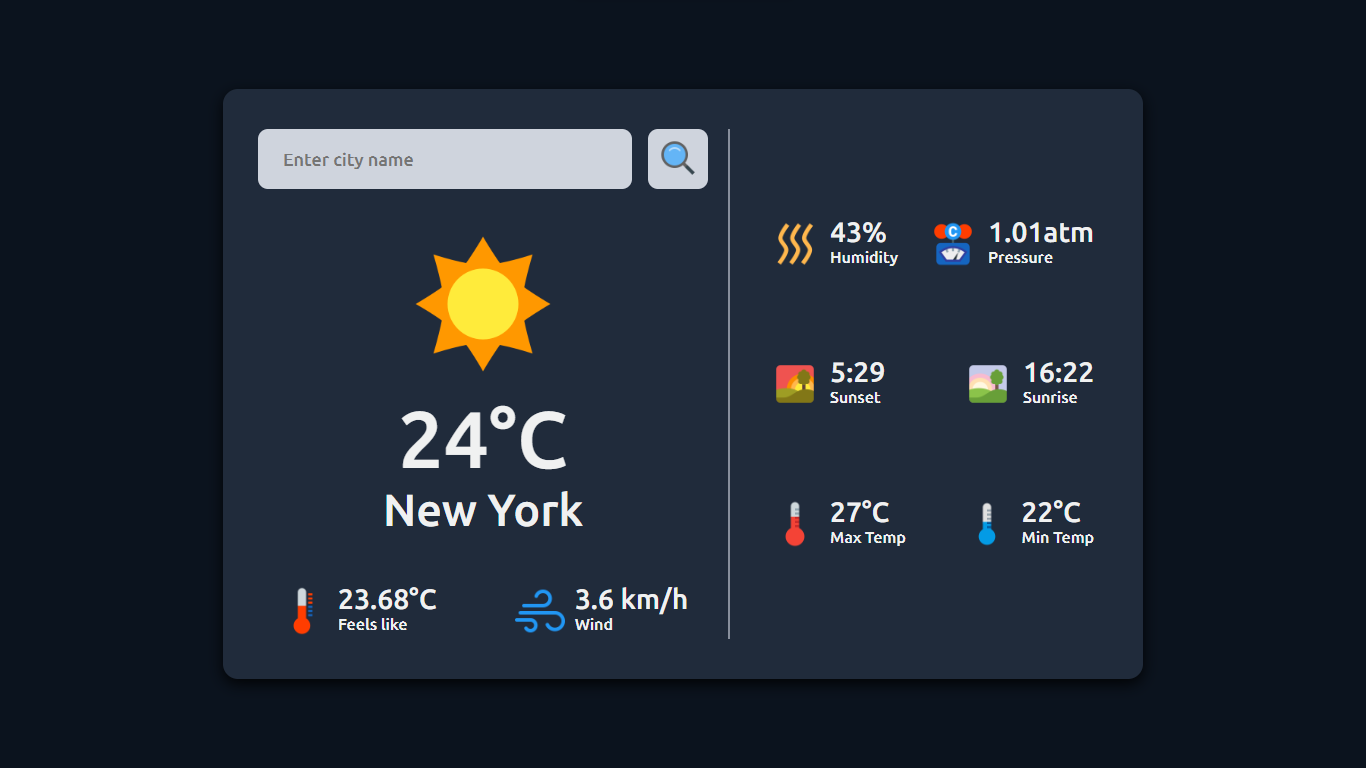 Enter city name
24°C
New York
23.68°C
Feels like
3.6 km/h
Wind
43%
Humidity
C
1.01atm
Pressure
5:29
Sunset
16:22
Sunrise
27°C
Max Temp
22°C
Min Temp